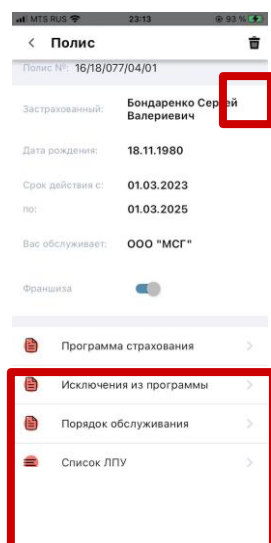 MTS RUS 23:13 93 %
Полис
Полис №: 16/18/077/04/01
Застрахованный: Бондаренко Сергей
Валериевич
Дата рождения: 18.11.1980
Срок действия с: 01.03.2023
по: 01.03.2025
Вас обслуживает: ООО "МСГ"
Франшиза
Программа страхования
Исключения из программы
Порядок обслуживания
Список ЛПУ